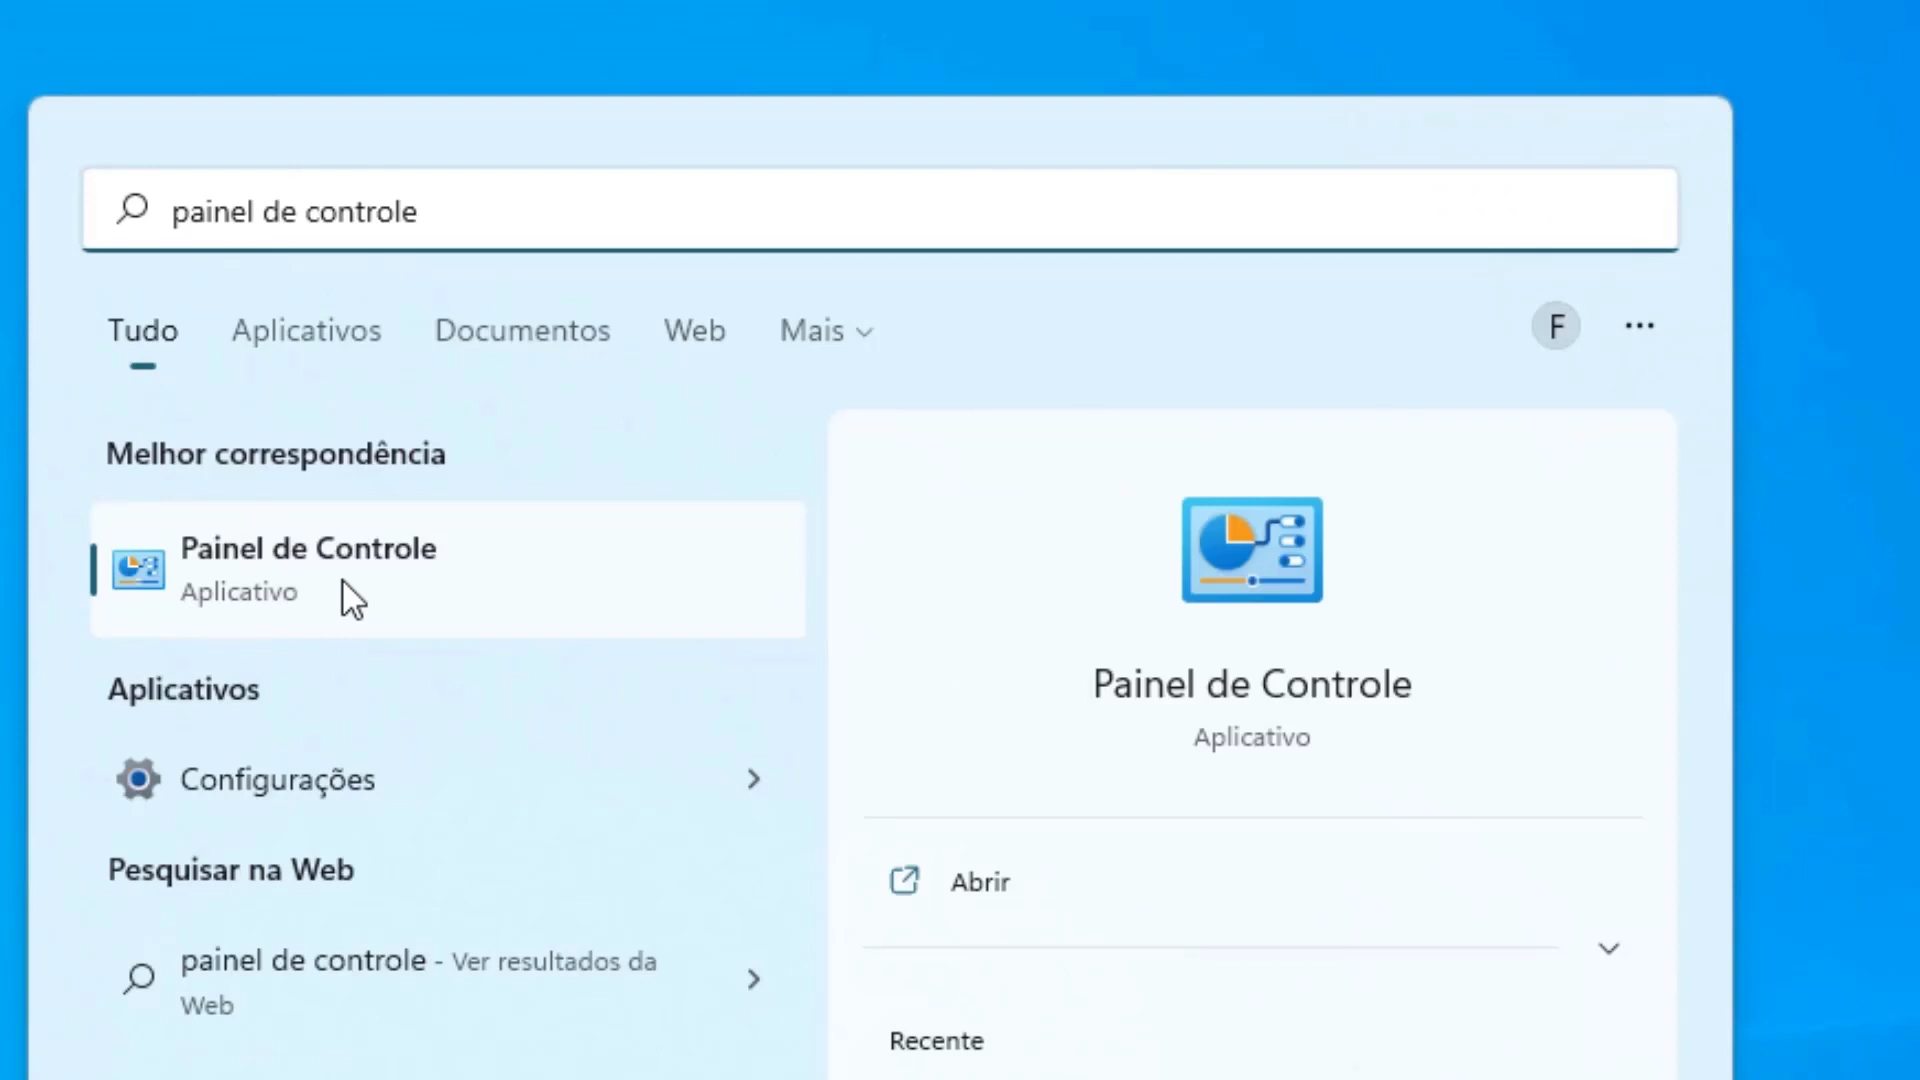 painel de controle
Tudo Aplicativos Documentos Web Mais F ...
Melhor correspondência
Painel de Controle
Aplicativo
Aplicativos
Configurações
Pesquisar na Web
painel de controle - Ver resultados da
Web
Painel de Controle
Aplicativo
Abrir
Recente